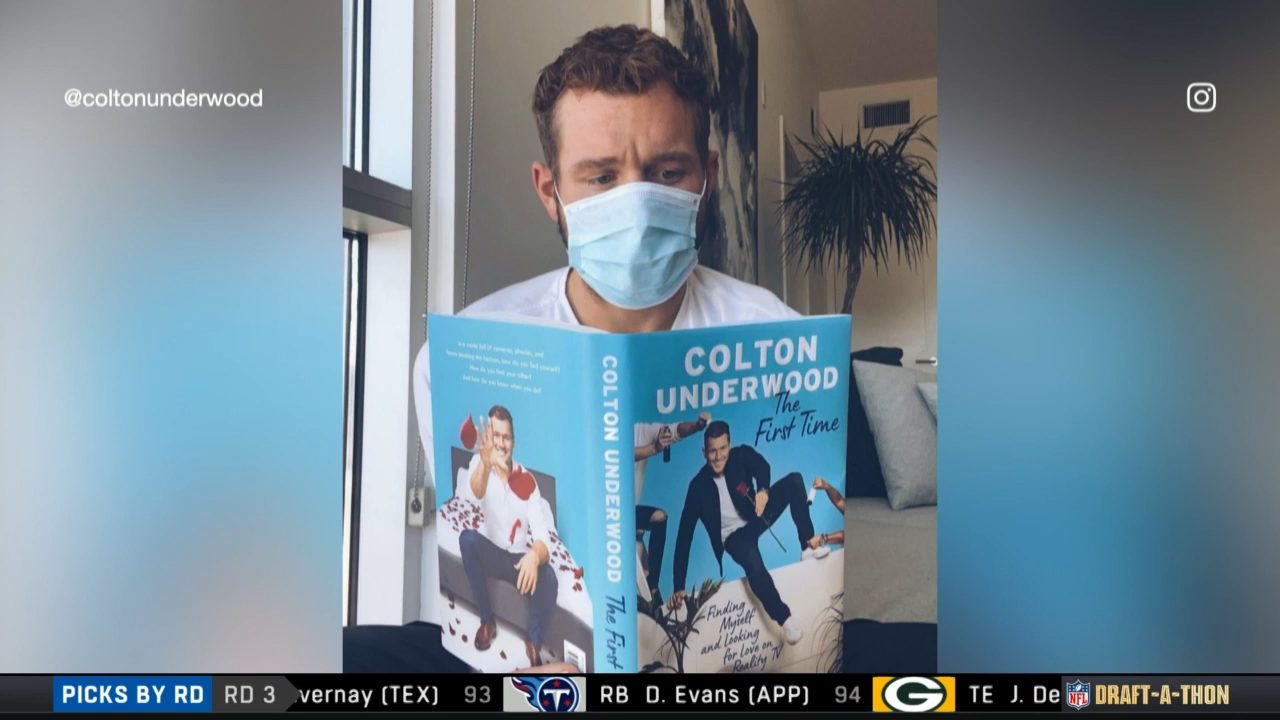 @coltonunderwood
COLTON
UNDERWOOD
The
First Time
COLTON UNDERWOOD The First
Finding
Myself
and Looking
for Love on
Reality TV
PICKS BY RD RD 3 vernay (TEX) 93 RB D. Evans (APP) 94 G TE J. De NFL DRAFT-A-THON